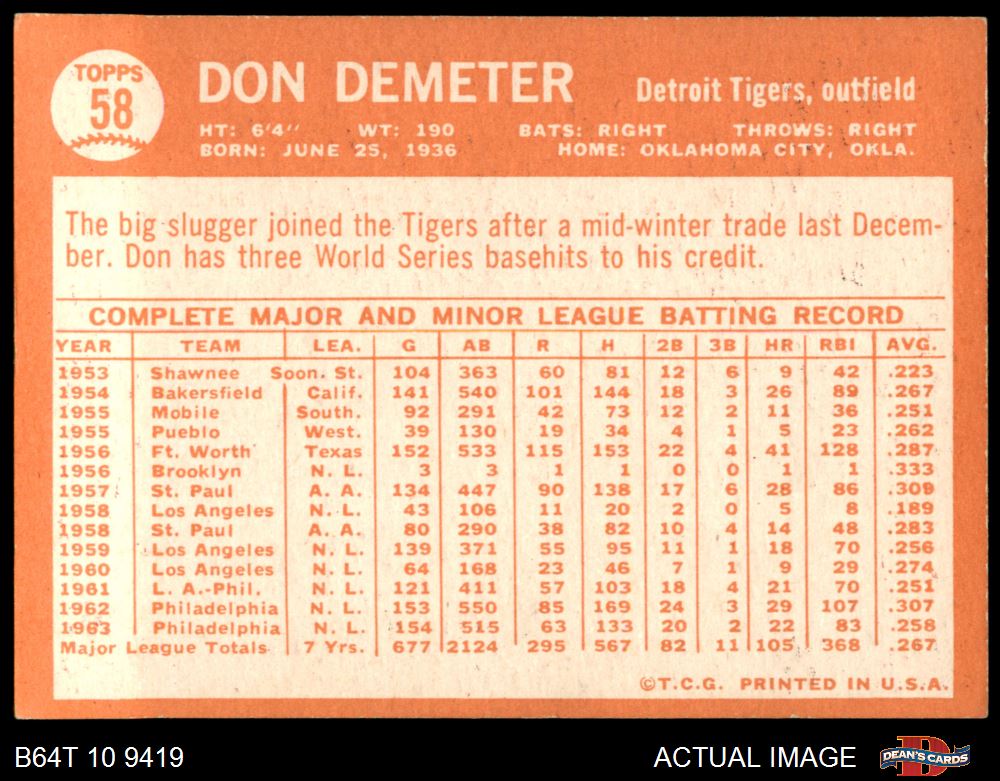 TOPPS
58
DON DEMETER
Detroit Tigers, outfield
HT: 6'4" WT: 190 BATS: RIGHT THROWS: RIGHT
BORN: JUNE 25, 1936 HOME: OKLAHOMA CITY, OKLA.
The big slugger joined the Tigers after a mid-winter trade last Decem-
ber. Don has three World Series basehits to his credit.
COMPLETE MAJOR AND MINOR LEAGUE BATTING RECORD
YEAR TEAM LEA. G AB R H 2B 3B HR RBI AVG.
1953 Shawnee Soon. St. 104 363 60 81 12 6 9 42 .223
1954 Bakersfield Calif. 141 540 101 144 18 3 26 89 .267
1955 Mobile South. 92 291 42 73 12 2 11 36 .251
1955 Pueblo West. 39 130 19 34 4 1 5 23 .262
1956 Ft. Worth Texas 152 533 115 153 22 4 41 128 .287
1956 Brooklyn N. L. 3 3 1 1 0 0 1 1 .333
1957 St. Paul A. A. 134 447 90 138 17 6 28 86 .309
1958 Los Angeles N. L. 43 106 11 20 2 0 5 8 .189
1958 St. Paul A. A. 80 290 38 82 10 4 14 48 .283
1959 Los Angeles N. L. 139 371 55 95 11 1 18 70 .256
1960 Los Angeles N. L. 64 168 23 46 7 1 9 29 .274
1961 L. A.-Phil. N. L. 121 411 57 103 18 4 21 70 .251
1962 Philadelphia N. L. 153 550 85 169 24 3 29 107 .307
1963 Philadelphia N. L. 154 515 63 133 20 2 22 83 .258
Major League Totals 7 Yrs. 677 2124 295 567 82 11 105 368 .267
©T.C.G. PRINTED IN U.S.A.
B64T 10 9419 ACTUAL IMAGE DEAN'S CARDS